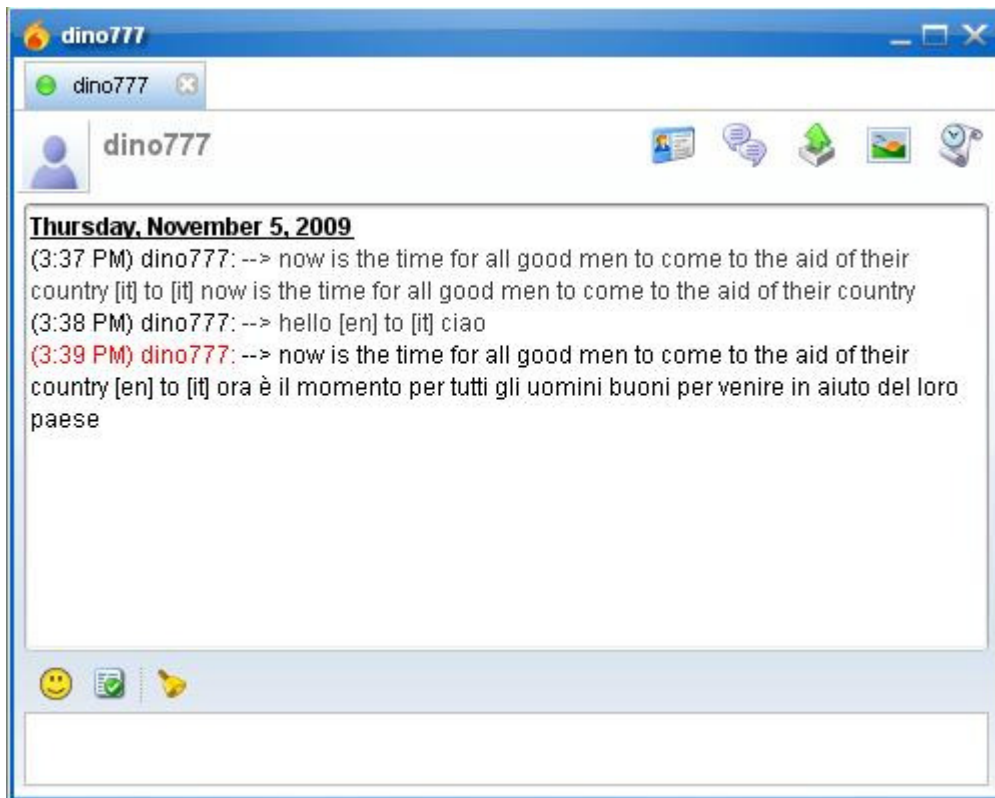 dino777
dino777
dino777
Thursday, November 5, 2009
(3:37 PM) dino777: --> now is the time for all good men to come to the aid of their
country [it] to [it] now is the time for all good men to come to the aid of their country
(3:38 PM) dino777: --> hello [en] to [it] ciao
(3:39 PM) dino777: --> now is the time for all good men to come to the aid of their
country [en] to [it] ora è il momento per tutti gli uomini buoni per venire in aiuto del loro
paese